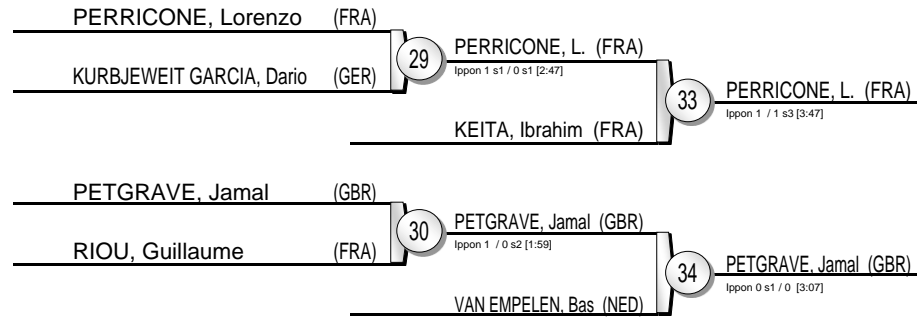 PERRICONE, Lorenzo (FRA)
29
PERRICONE, L. (FRA)
Ippon 1 s1 / 0 s1 [2:47]
KURBJEWEIT GARCIA, Dario (GER)
33
PERRICONE, L. (FRA)
Ippon 1 / 1 s3 [3:47]
KEITA, Ibrahim (FRA)
PETGRAVE, Jamal (GBR)
30
PETGRAVE, Jamal (GBR)
Ippon 1 / 0 s2 [1:59]
RIOU, Guillaume (FRA)
34
PETGRAVE, Jamal (GBR)
Ippon 0 s1 / 0 [3:07]
VAN EMPELEN, Bas (NED)